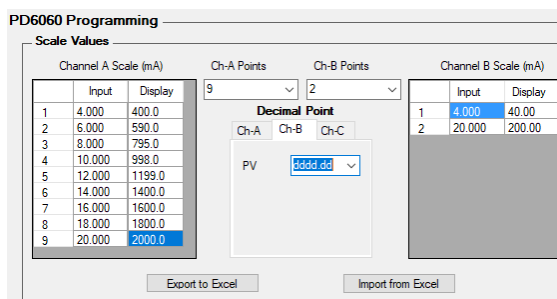 PD6060 Programming
Scale Values
Channel A Scale (mA) Ch-A Points Ch-B Points Channel B Scale (mA)
Input Display 9 2 Input Display
1 4.000 400.0 Decimal Point 1 4.000 40.00
2 6.000 590.0 Ch-A Ch-B Ch-C 2 20.000 200.00
3 8.000 795.0
4 10.000 998.0 PV dddd.dd
5 12.000 1199.0
6 14.000 1400.0
7 16.000 1600.0
8 18.000 1800.0
9 20.000 2000.0
Export to Excel Import from Excel